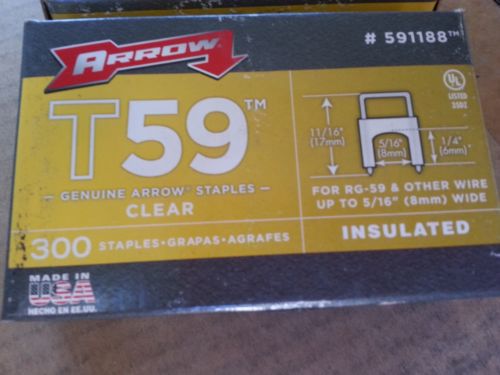 ARROW
# 591188™
T59™
GENUINE ARROW® STAPLES
CLEAR
300 STAPLES•GRAPAS•AGRAFES
MADE IN
USA
HECHO EN EE.UU.
UL
LISTED
33D2
11/16"
(17mm)
5/16"
(8mm)
1/4"
(6mm)
FOR RG-59 & OTHER WIRE
UP TO 5/16" (8mm) WIDE
INSULATED